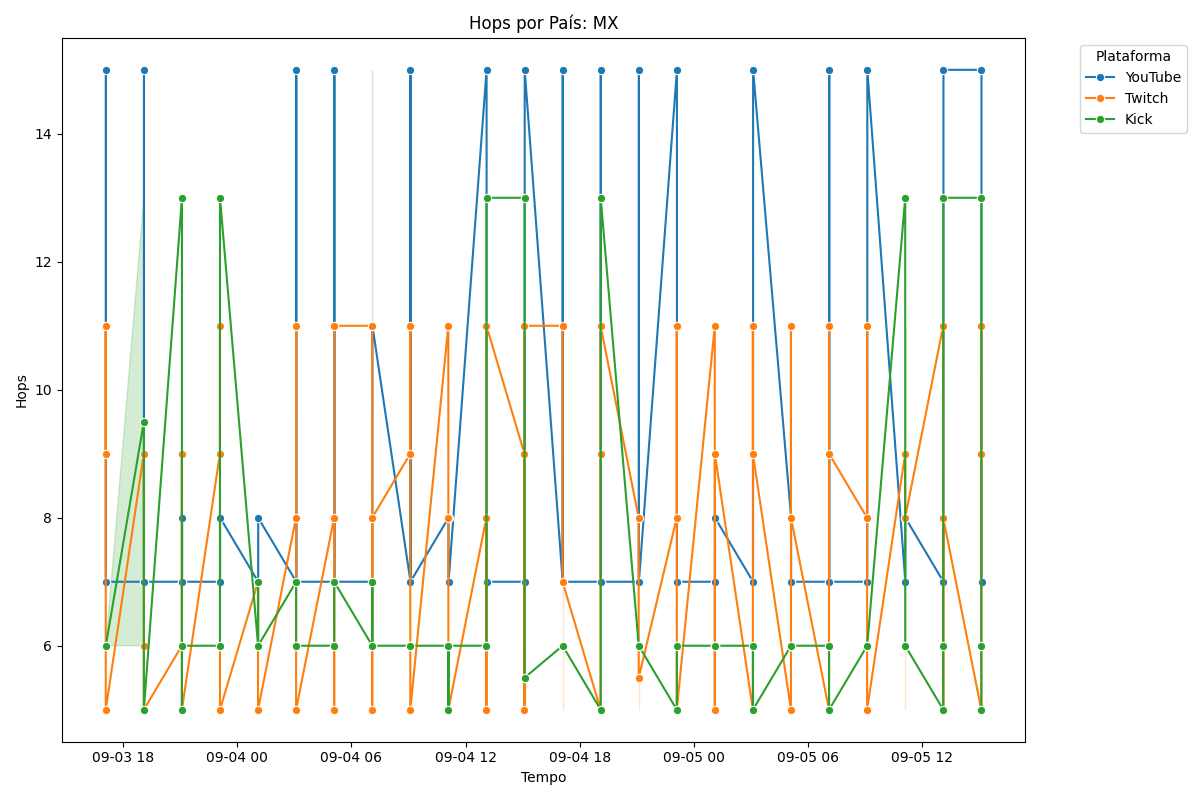 Hops por País: MX
Plataforma
YouTube
Twitch
Kick
Hops
14
12
10
8
6
09-03 18
09-04 00
09-04 06
09-04 12
09-04 18
09-05 00
09-05 06
09-05 12
Tempo